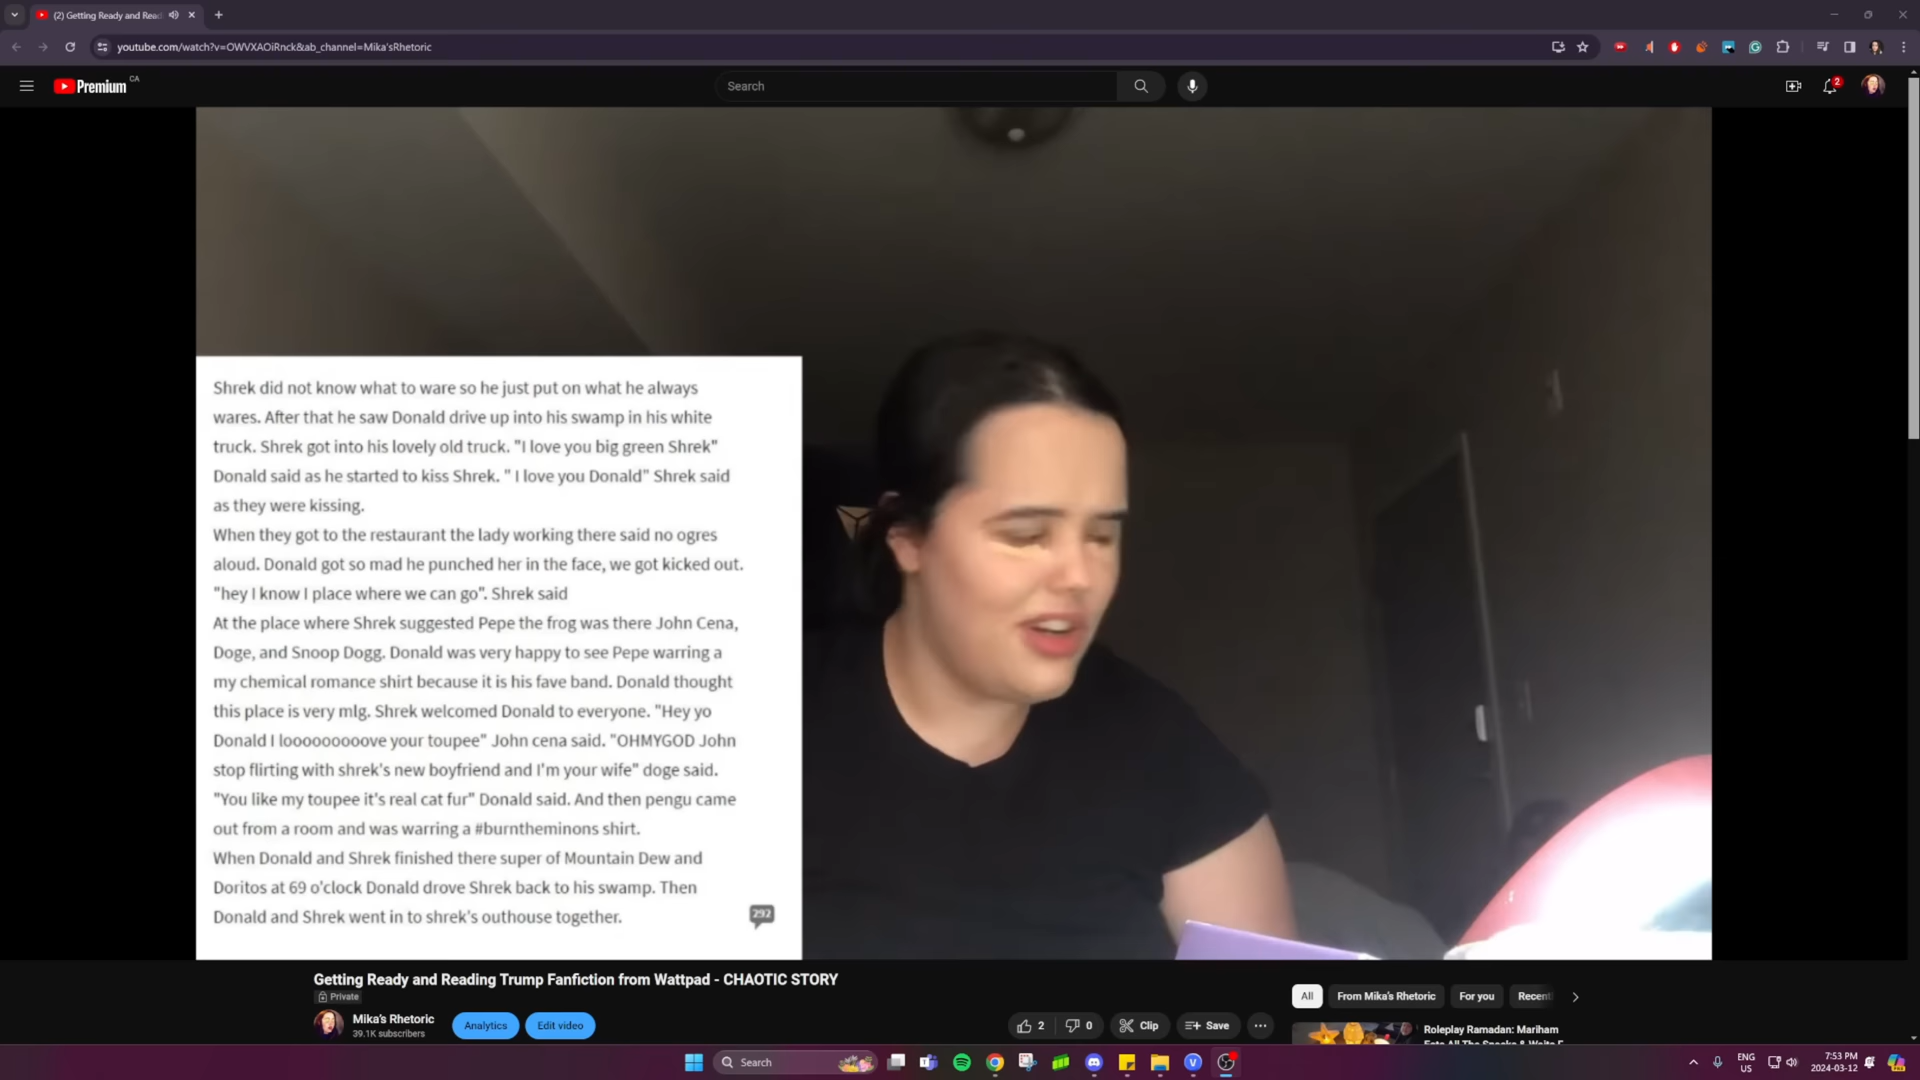 (2) Getting Ready and Read
youtube.com/watch?v=OWVXAOiRnck&ab_channel=Mika'sRhetoric
Premium CA
Search
2
Shrek did not know what to ware so he just put on what he always
wares. After that he saw Donald drive up into his swamp in his white
truck. Shrek got into his lovely old truck. "I love you big green Shrek"
Donald said as he started to kiss Shrek. " I love you Donald" Shrek said
as they were kissing.
When they got to the restaurant the lady working there said no ogres
aloud. Donald got so mad he punched her in the face, we got kicked out.
"hey I know I place where we can go". Shrek said
At the place where Shrek suggested Pepe the frog was there John Cena,
Doge, and Snoop Dogg. Donald was very happy to see Pepe warring a
my chemical romance shirt because it is his fave band. Donald thought
this place is very mlg. Shrek welcomed Donald to everyone. "Hey yo
Donald I looooooooove your toupee" John cena said. "OHMYGOD John
stop flirting with shrek's new boyfriend and I'm your wife" doge said.
"You like my toupee it's real cat fur" Donald said. And then pengu came
out from a room and was warring a #burntheminons shirt.
When Donald and Shrek finished there super of Mountain Dew and
Doritos at 69 o'clock Donald drove Shrek back to his swamp. Then
Donald and Shrek went in to shrek's outhouse together.
292
Getting Ready and Reading Trump Fanfiction from Wattpad - CHAOTIC STORY
Private
Mika's Rhetoric
39.1K subscribers
Analytics
Edit video
2
0
Clip
Save
All
From Mika's Rhetoric
For you
Recent
Roleplay Ramadan: Mariham
Search
ENG
US
7:53 PM
2024-03-12